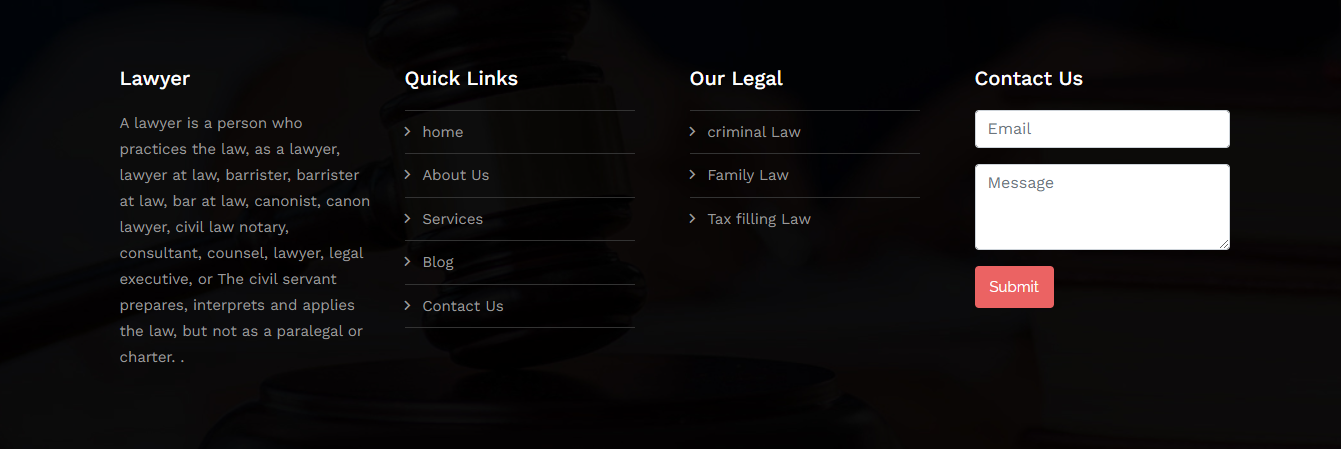 Lawyer
A lawyer is a person who
practices the law, as a lawyer,
lawyer at law, barrister, barrister
at law, bar at law, canonist, canon
lawyer, civil law notary,
consultant, counsel, lawyer, legal
executive, or The civil servant
prepares, interprets and applies
the law, but not as a paralegal or
charter. .
Quick Links
home
About Us
Services
Blog
Contact Us
Our Legal
criminal Law
Family Law
Tax filling Law
Contact Us
Email
Message
Submit